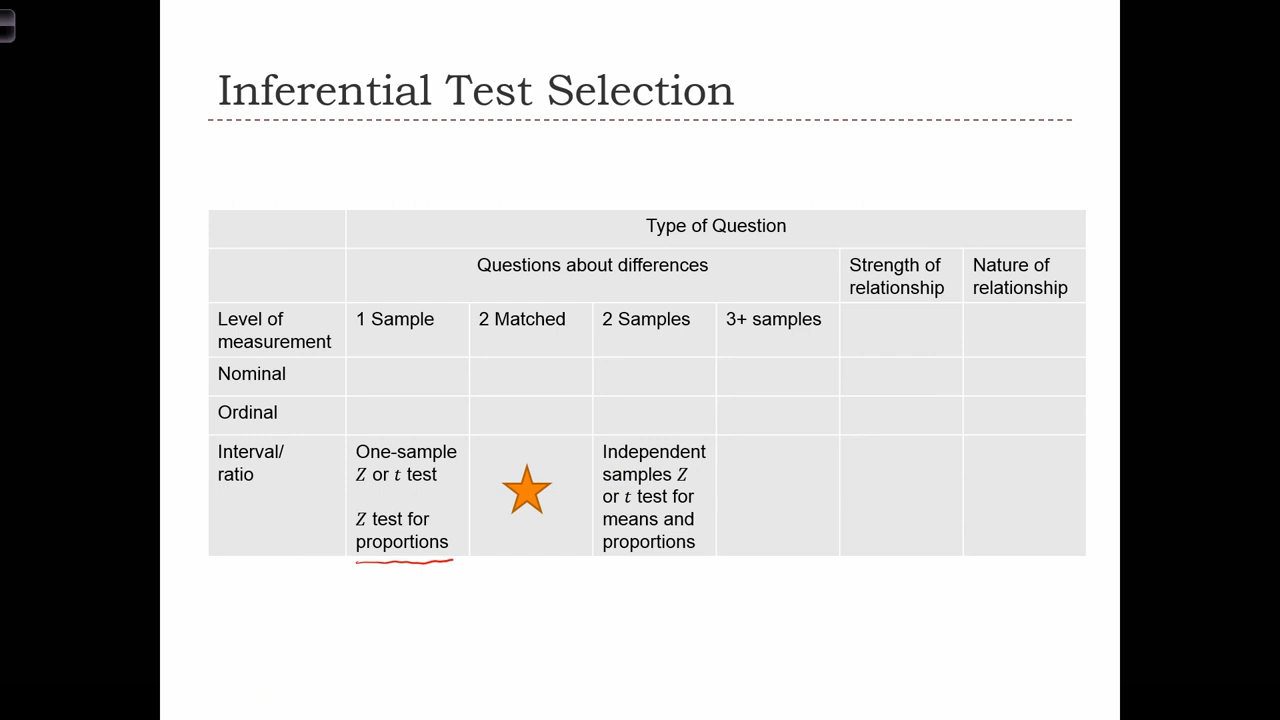 Inferential Test Selection
Type of Question
Questions about differences
Strength of
relationship
Nature of
relationship
Level of
measurement
1 Sample
2 Matched
2 Samples
3+ samples
Nominal
Ordinal
Interval/
ratio
One-sample
Z or t test
Z test for
proportions
Independent
samples Z
or t test for
means and
proportions